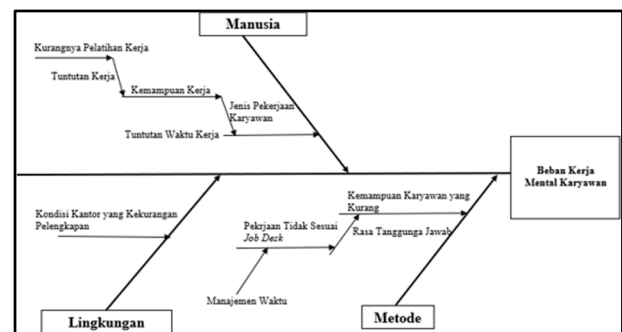 Manusia
Kurangnya Pelatihan Kerja
Tuntutan Kerja
Kemampuan Kerja
Jenis Pekerjaan
Karyawan
Tuntutan Waktu Kerja
Beban Kerja
Mental Karyawan
Kemampuan Karyawan yang
Kurang
Kondisi Kantor yang Kekurangan
Pelengkapan
Pekrjaan Tidak Sesuai
Job Desk
Rasa Tanggunga Jawab
Manajemen Waktu
Lingkungan
Metode